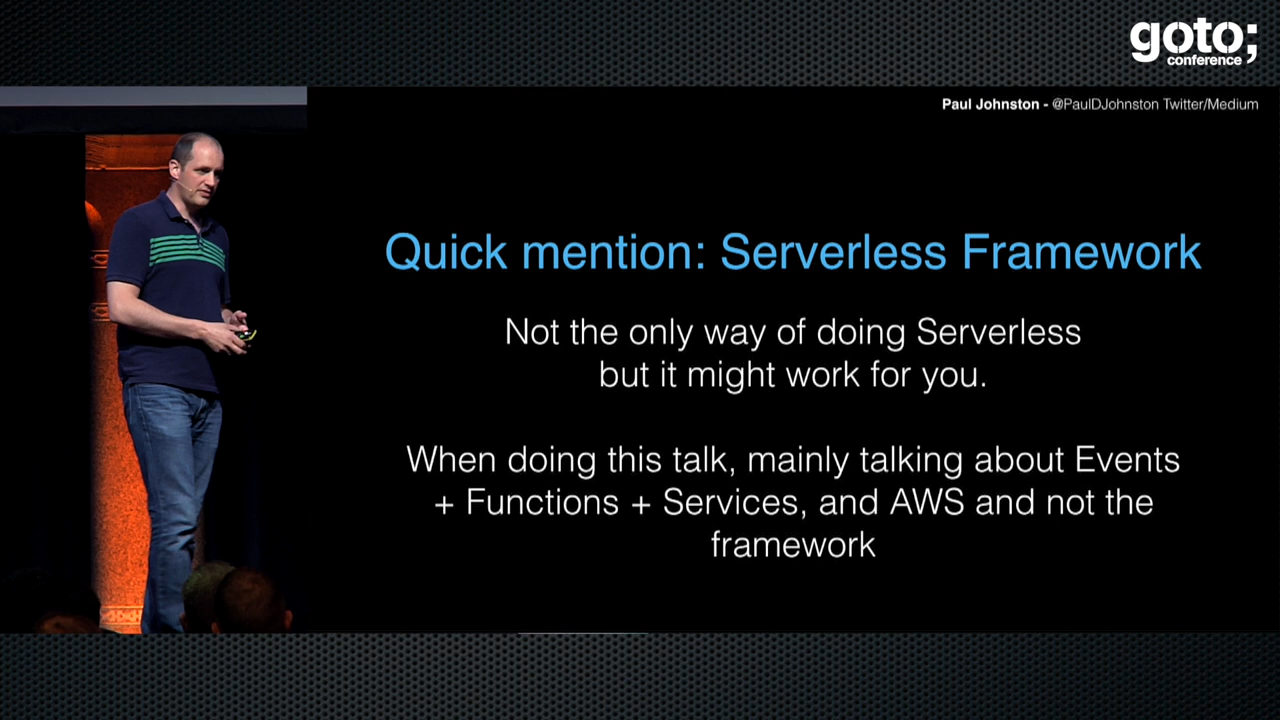 goto;
conference
Paul Johnston - @PaulDJohnston Twitter/Medium
Quick mention: Serverless Framework
Not the only way of doing Serverless
but it might work for you.
When doing this talk, mainly talking about Events
+ Functions + Services, and AWS and not the
framework